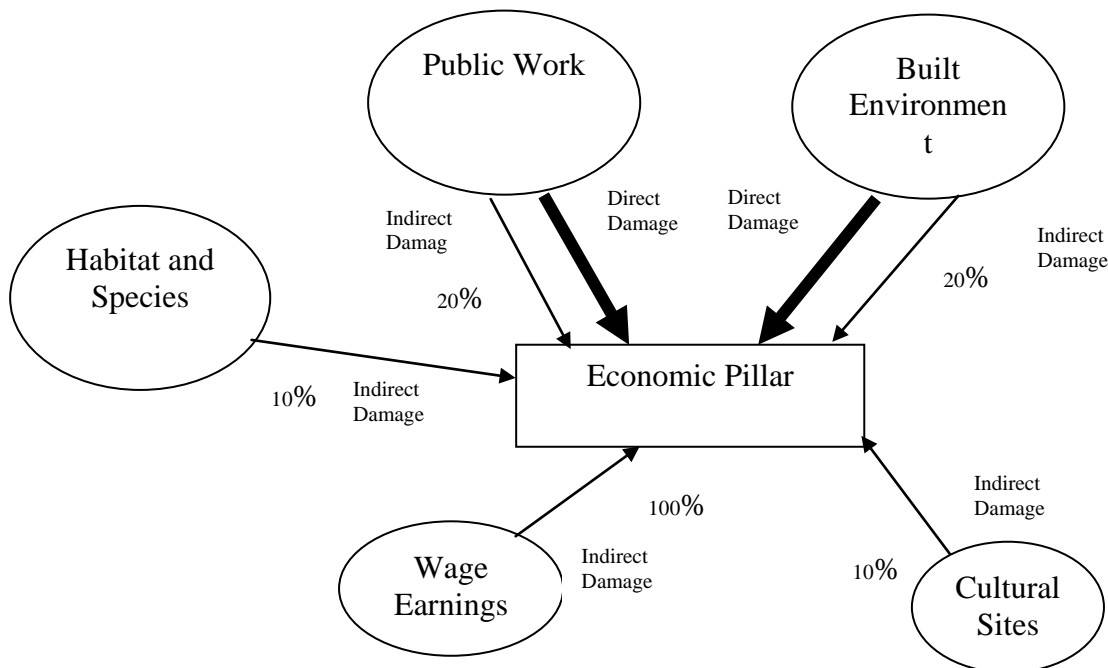 Public Work
Built
Environmen
t
Indirect
Damag
Direct
Damage
Direct
Damage
Indirect
Damage
20%
20%
Habitat and
Species
10%
Indirect
Damage
Economic Pillar
100%
Indirect
Damage
Wage
Earnings
Indirect
Damage
10%
Cultural
Sites